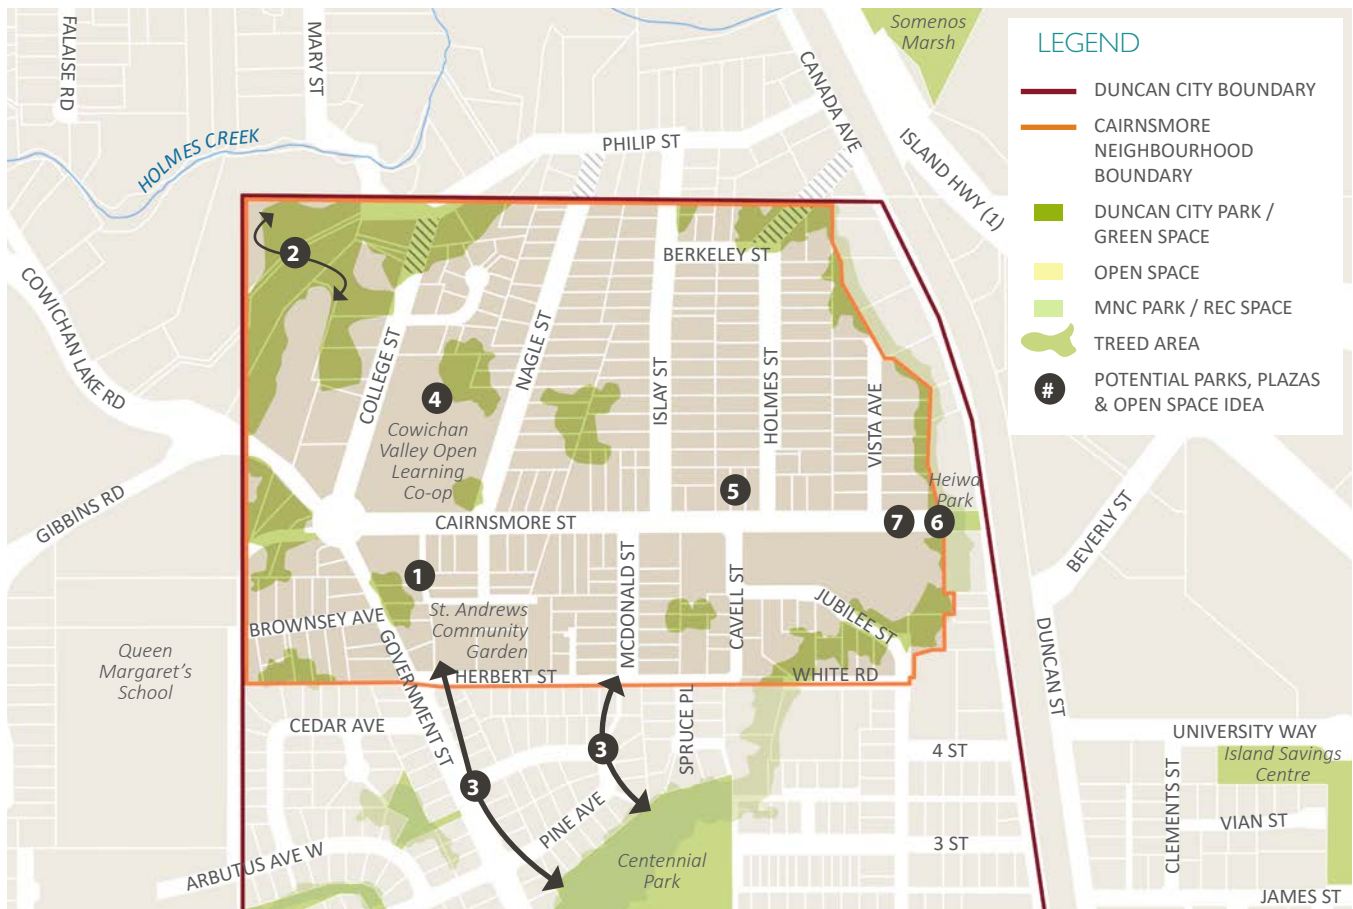 FALAISE RD
MARY ST
HOLMES CREEK
PHILIP ST
CANADA AVE
Somenos
Marsh
ISLAND HWY (1)
LEGEND
DUNCAN CITY BOUNDARY
CAIRNSMORE
NEIGHBOURHOOD
BOUNDARY
DUNCAN CITY PARK /
GREEN SPACE
OPEN SPACE
MNC PARK / REC SPACE
TREED AREA
#
POTENTIAL PARKS, PLAZAS
& OPEN SPACE IDEA
2
BERKELEY ST
COWICHAN LAKE RD
COLLEGE ST
NAGLE ST
ISLAY ST
HOLMES ST
VISTA AVE
4
Cowichan
Valley Open
Learning
Co-op
5
Heiwa
Park
GIBBINS RD
CAIRNSMORE ST
7
6
BEVERLY ST
1
MCDONALD ST
CAVELL ST
JUBILEE ST
BROWNSEY AVE
St. Andrews
Community
Garden
Queen
Margaret's
School
GOVERNMENT ST
HERBERT ST
WHITE RD
DUNCAN ST
CEDAR AVE
SPRUCE PL
3
3
4 ST
UNIVERSITY WAY
Island Savings
Centre
CLEMENTS ST
PINE AVE
VIAN ST
ARBUTUS AVE W
Centennial
Park
3 ST
JAMES ST